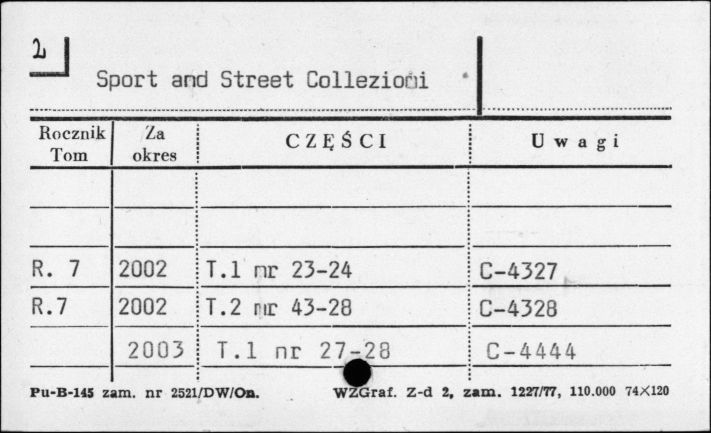 2
Sport and Street Collezioni
Rocznik Tom | Za okres | CZĘŚCI | Uwagi
R. 7 | 2002 | T.1 nr 23-24 | C-4327
R.7 | 2002 | T.2 nr 43-28 | C-4328
2003 | T.1 nr 27-28 | C-4444
Pu-B-145 zam. nr 2521/DW/On. WZGraf. Z-d 2, zam. 1227/77, 110.000 74×120